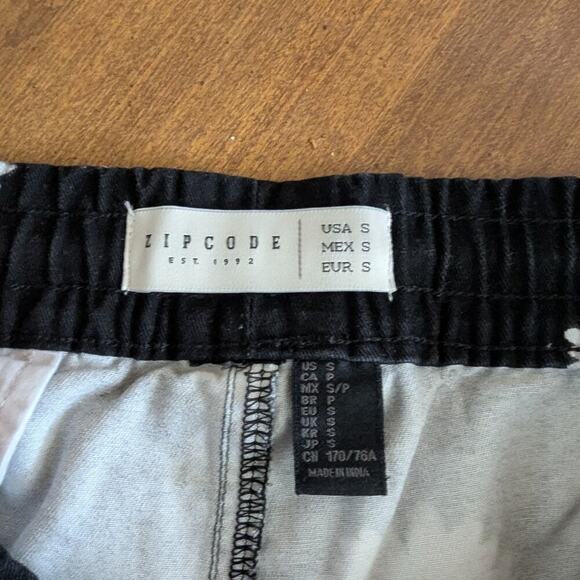 ZIPCODE
EST. 1992
USA S
MEX S
EUR S
US S
CA P
MX S/P
BR P
EU S
UK S
KR S
JP S
CN 170/76A
MADE IN INDIA